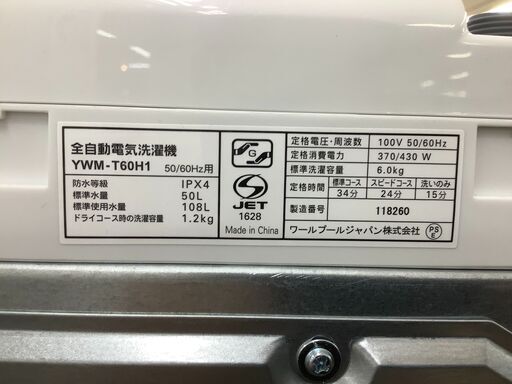 全自動電気洗濯機
YWM-T60H1 50/60Hz用
防水等級 IPX4
標準水量 50L
標準使用水量 108L
ドライコース時の洗濯容量 1.2kg
G
S
JET
1628
Made in China
定格電圧・周波数 100V 50/60Hz
定格消費電力 370/430 W
標準洗濯容量 6.0kg
定格時間 標準コース スピードコース 洗いのみ
34分 24分 15分
製造番号 118260
ワールプールジャパン株式会社
PS
E